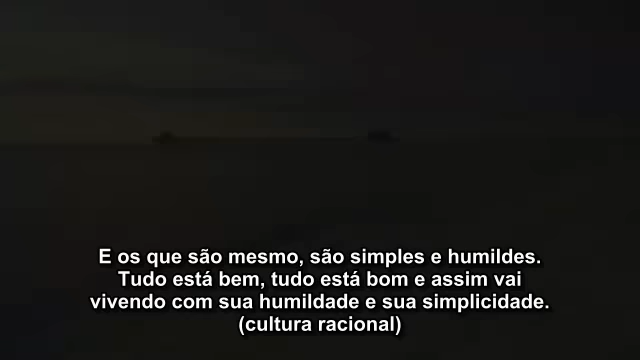 E os que são mesmo, são simples e humildes.
Tudo está bem, tudo está bom e assim vai
vivendo com sua humildade e sua simplicidade.
(cultura racional)